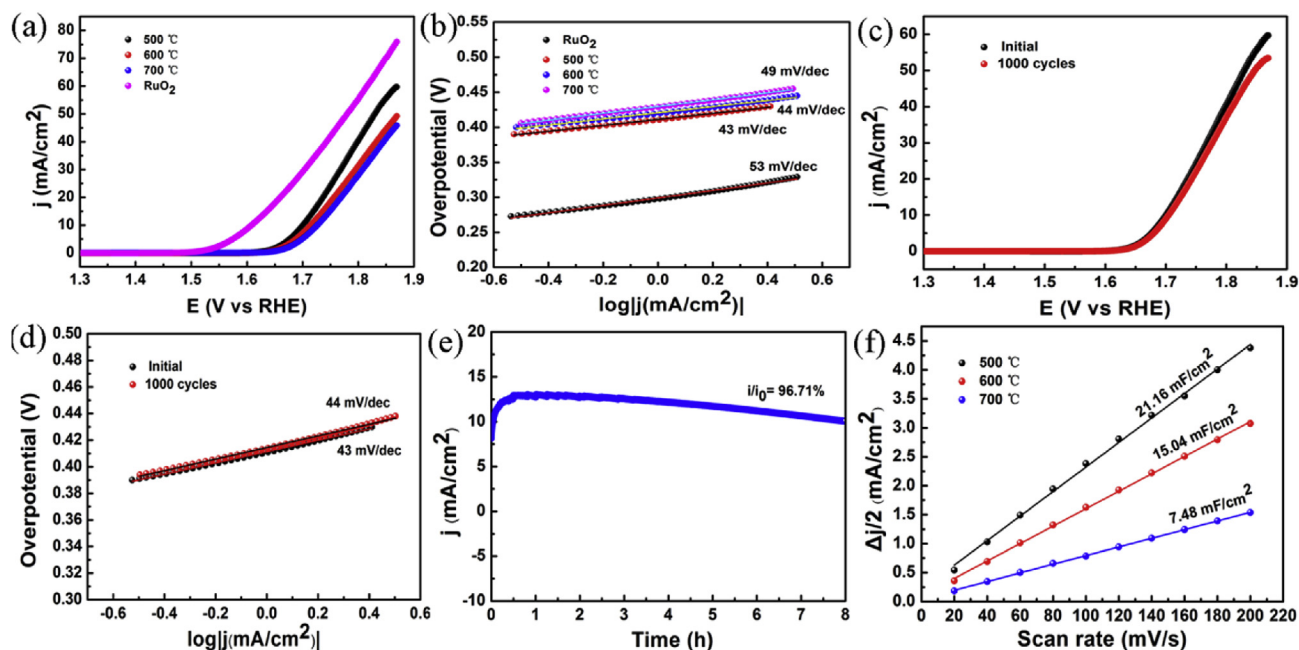 (a)
80
70
60
50
40
30
20
10
0
j (mA/cm²)
500 ℃
600 ℃
700 ℃
RuO₂
1.3 1.4 1.5 1.6 1.7 1.8 1.9
E (V vs RHE)
(b)
0.55
0.50
0.45
0.40
0.35
0.30
0.25
0.20
Overpotential (V)
RuO₂
500 ℃
600 ℃
700 ℃
49 mV/dec
44 mV/dec
43 mV/dec
53 mV/dec
-0.6 -0.4 -0.2 0.0 0.2 0.4 0.6
log|j(mA/cm²)|
(c)
60
50
40
30
20
10
0
j (mA/cm²)
Initial
1000 cycles
1.3 1.4 1.5 1.6 1.7 1.8 1.9
E (V vs RHE)
(d)
0.50
0.48
0.46
0.44
0.42
0.40
0.38
0.36
0.34
0.32
0.30
Overpotential (V)
Initial
1000 cycles
44 mV/dec
43 mV/dec
-0.6 -0.4 -0.2 0.0 0.2 0.4 0.6
log|j(mA/cm²)|
(e)
20
15
10
5
0
-5
-10
j (mA/cm²)
i/i₀= 96.71%
0 1 2 3 4 5 6 7 8
Time (h)
(f)
4.5
4.0
3.5
3.0
2.5
2.0
1.5
1.0
0.5
0.0
Δj/2 (mA/cm²)
500 ℃
600 ℃
700 ℃
21.16 mF/cm²
15.04 mF/cm²
7.48 mF/cm²
0 20 40 60 80 100 120 140 160 180 200 220
Scan rate (mV/s)